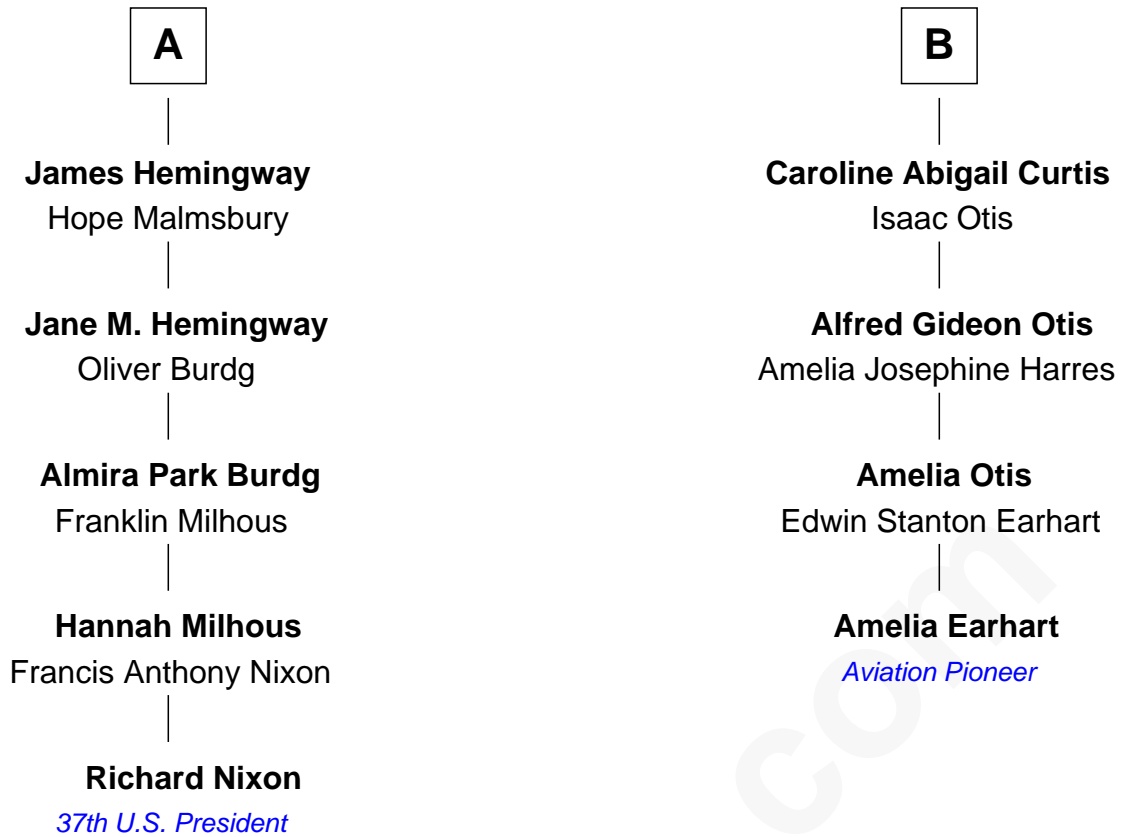 A
James Hemingway
Hope Malmsbury
Jane M. Hemingway
Oliver Burdg
Almira Park Burdg
Franklin Milhous
Hannah Milhous
Francis Anthony Nixon
Richard Nixon
37th U.S. President
B
Caroline Abigail Curtis
Isaac Otis
Alfred Gideon Otis
Amelia Josephine Harres
Amelia Otis
Edwin Stanton Earhart
Amelia Earhart
Aviation Pioneer
com